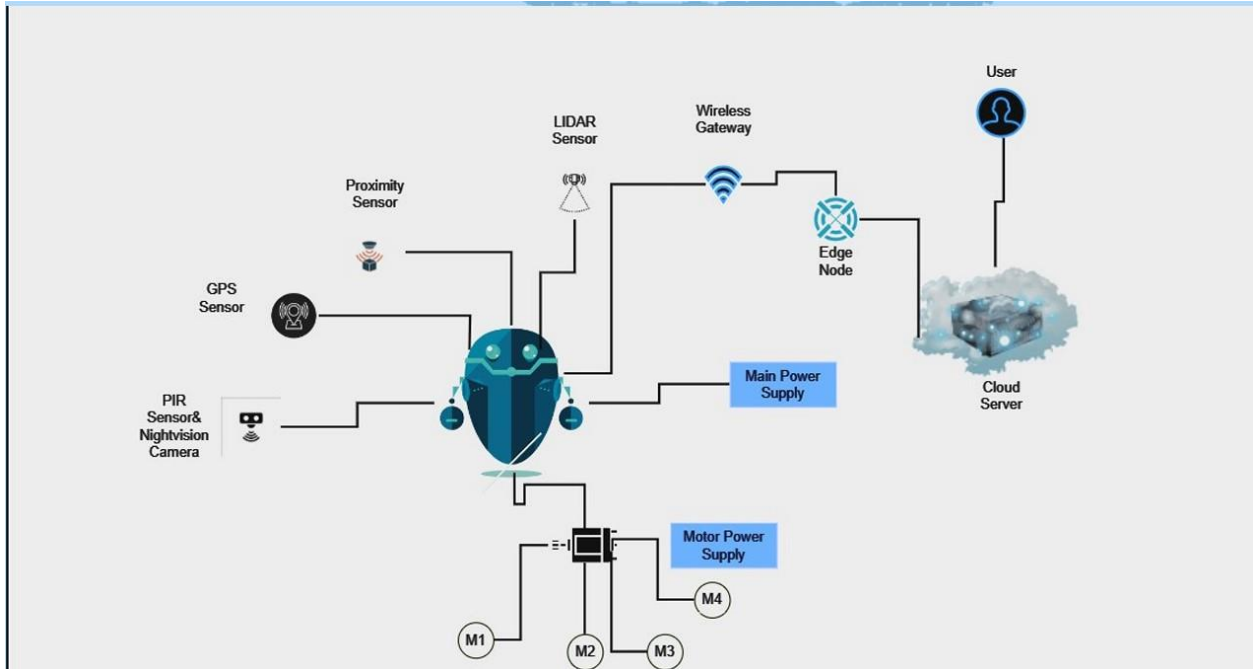 User
Wireless
Gateway
LIDAR
Sensor
Proximity
Sensor
Edge
Node
GPS
Sensor
Main Power
Supply
Cloud
Server
PIR
Sensor&
Nightvision
Camera
Motor Power
Supply
M4
M1
M2
M3